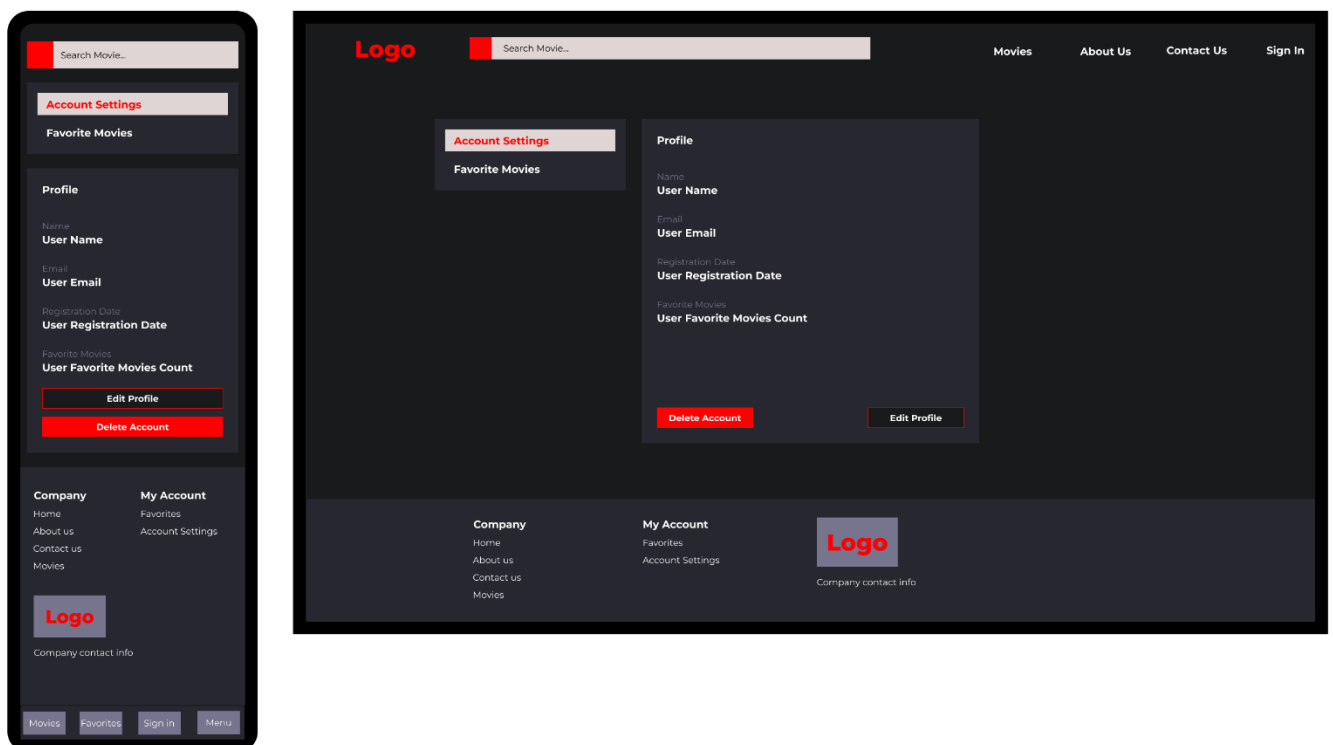 Search Movie...
Account Settings
Favorite Movies
Profile
Name
User Name
Email
User Email
Registration Date
User Registration Date
Favorite Movies
User Favorite Movies Count
Edit Profile
Delete Account
Company My Account
Home Favorites
About us Account Settings
Contact us
Movies
Logo
Company contact info
Movies Favorites Sign in Menu
Logo Search Movie... Movies About Us Contact Us Sign In
Account Settings
Favorite Movies
Profile
Name
User Name
Email
User Email
Registration Date
User Registration Date
Favorite Movies
User Favorite Movies Count
Delete Account Edit Profile
Company My Account
Home Favorites
About us Account Settings
Contact us
Movies
Logo
Company contact info